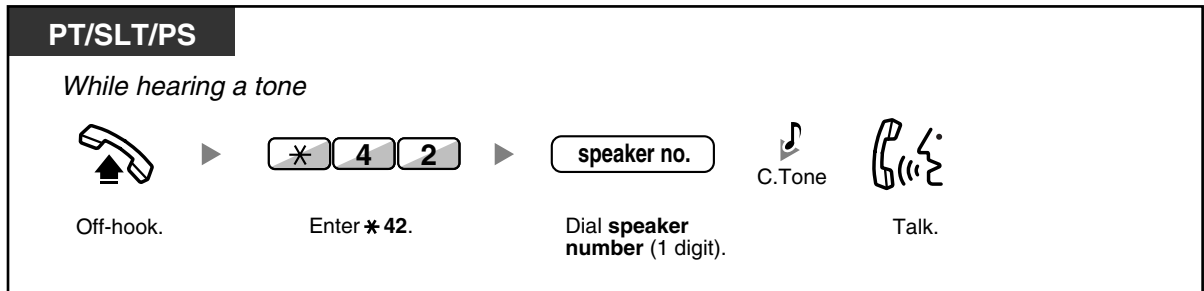 PT/SLT/PS
While hearing a tone
* 4 2
speaker no.
C.Tone
Off-hook.
Enter * 42.
Dial speaker
number (1 digit).
Talk.